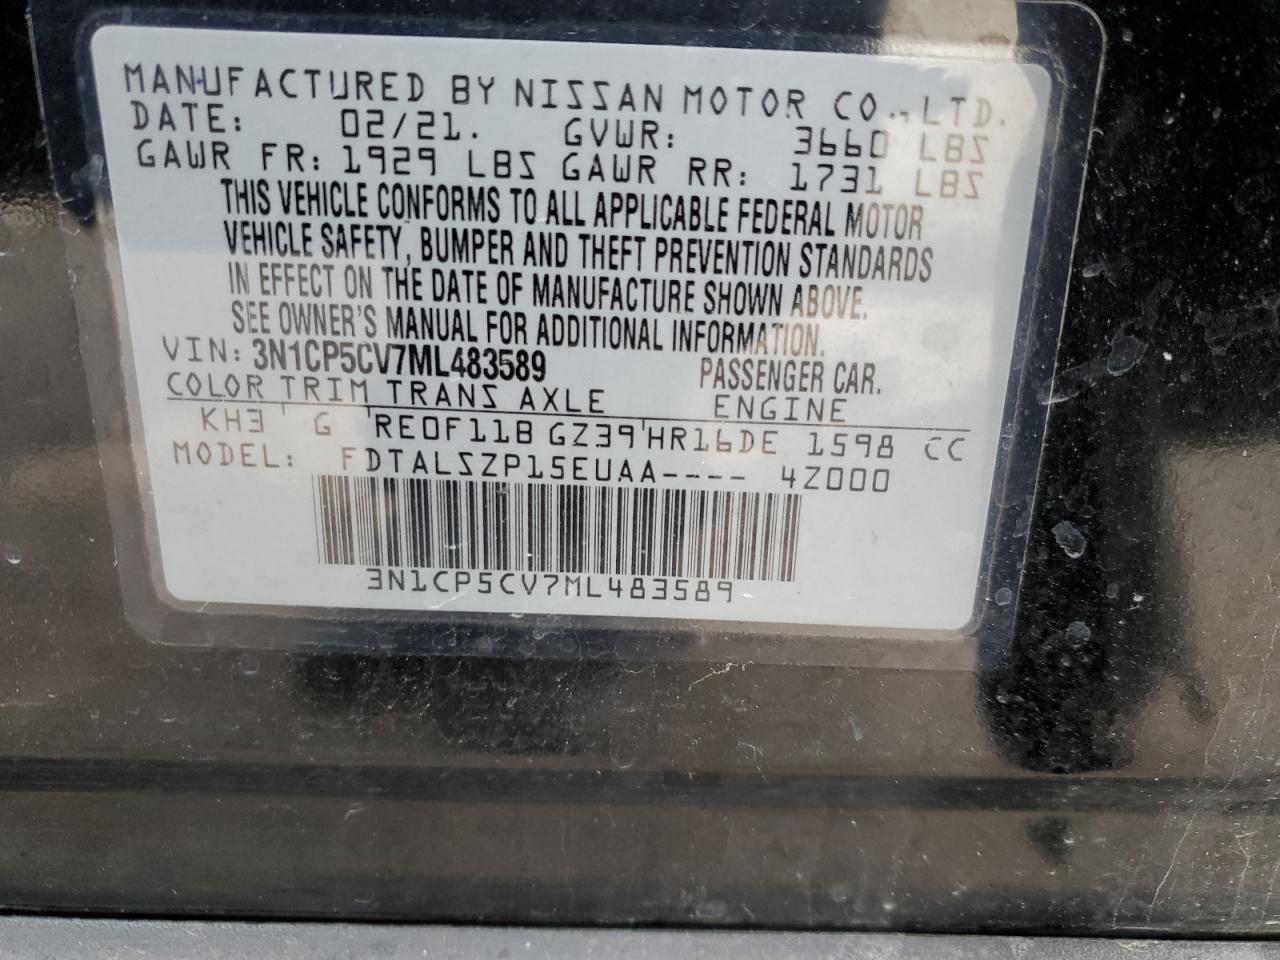 MANUFACTURED BY NISSAN MOTOR CO., LTD.
DATE: 02/21. GVWR: 3660 LBS
GAWR FR: 1929 LBS GAWR RR: 1731 LBS
THIS VEHICLE CONFORMS TO ALL APPLICABLE FEDERAL MOTOR
VEHICLE SAFETY, BUMPER AND THEFT PREVENTION STANDARDS
IN EFFECT ON THE DATE OF MANUFACTURE SHOWN ABOVE.
SEE OWNER'S MANUAL FOR ADDITIONAL INFORMATION.
VIN: 3N1CP5CV7ML483589 PASSENGER CAR.
COLOR TRIM TRANS AXLE ENGINE
KH3 G RE0F11B GZ39 HR16DE 1598 CC
MODEL: FDTALSZP15EUAA---- 4Z000
3N1CP5CV7ML483589